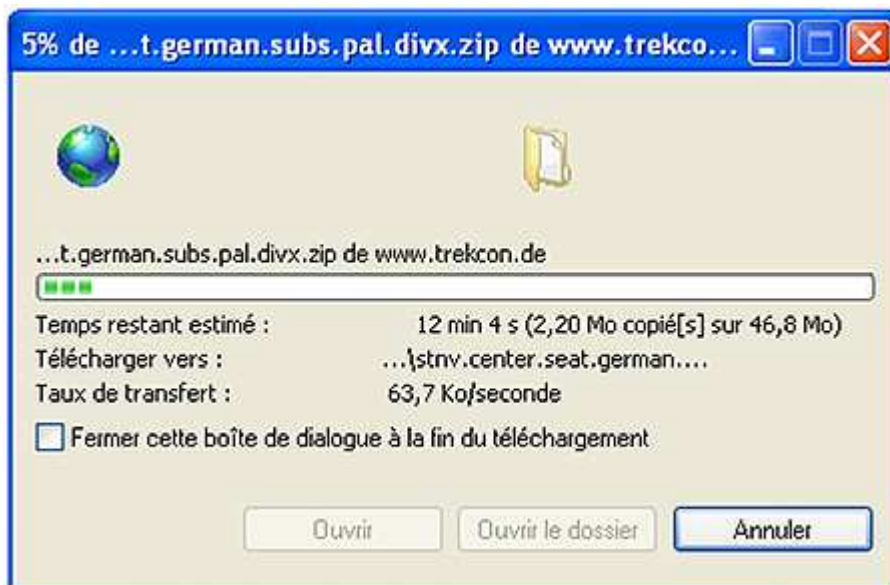 5% de ...t.german.subs.pal.divx.zip de www.trekco...
...t.german.subs.pal.divx.zip de www.trekcon.de
Temps restant estimé : 12 min 4 s (2,20 Mo copié[s] sur 46,8 Mo)
Télécharger vers : ...\stnv.center.seat.german....
Taux de transfert : 63,7 Ko/seconde
Fermer cette boîte de dialogue à la fin du téléchargement
Ouvrir Ouvrir le dossier Annuler